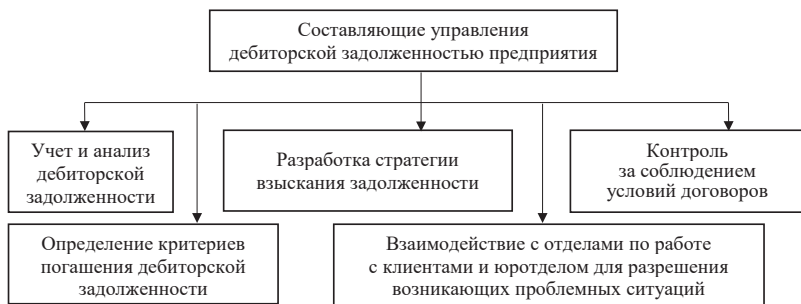 Составляющие управления
дебиторской задолженностью предприятия
Учет и анализ
дебиторской
задолженности
Разработка стратегии
взыскания задолженности
Контроль
за соблюдением
условий договоров
Определение критериев
погашения дебиторской
задолженности
Взаимодействие с отделами по работе
с клиентами и юротделом для разрешения
возникающих проблемных ситуаций